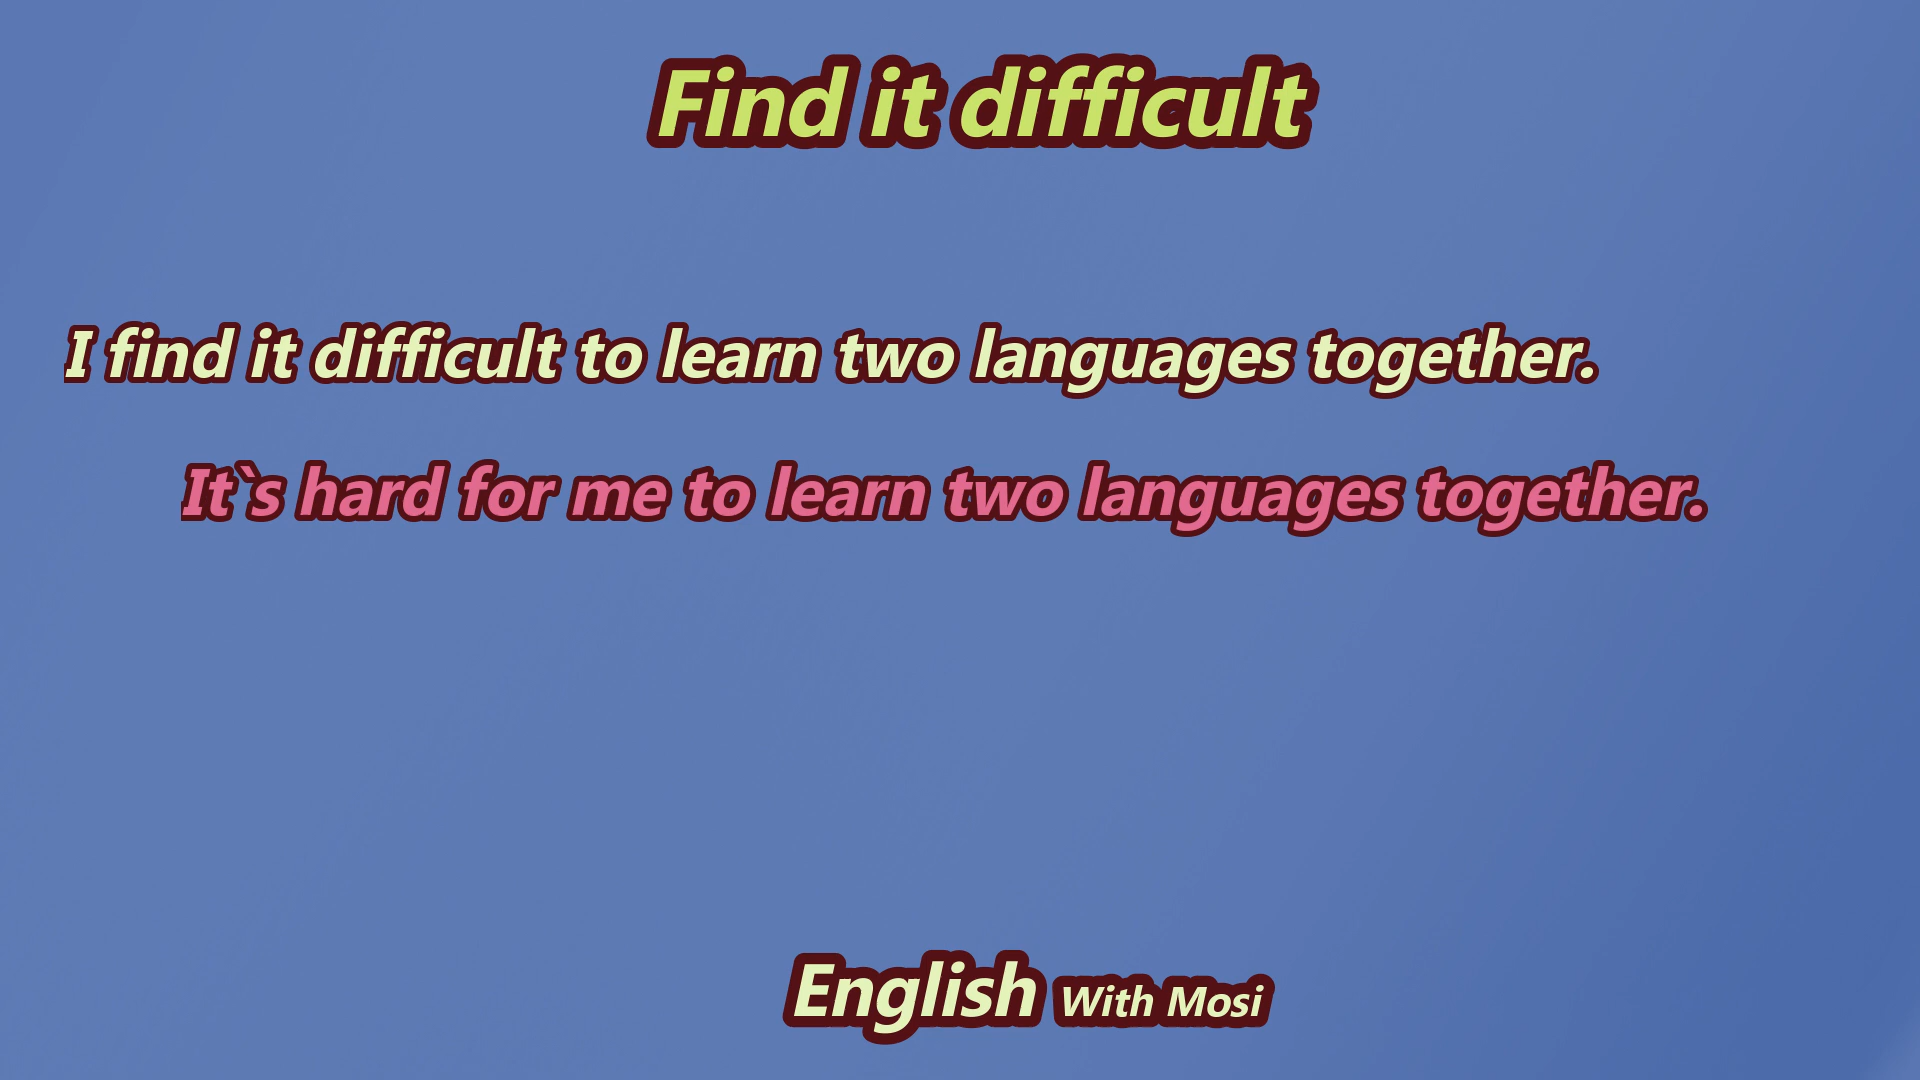 Find it difficult
I find it difficult to learn two languages together.
It`s hard for me to learn two languages together.
English With Mosi